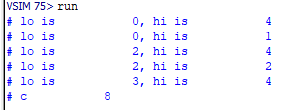 VSIM 75> run
# lo is           0, hi is           4
# lo is           0, hi is           1
# lo is           2, hi is           4
# lo is           2, hi is           2
# lo is           3, hi is           4
# c           8